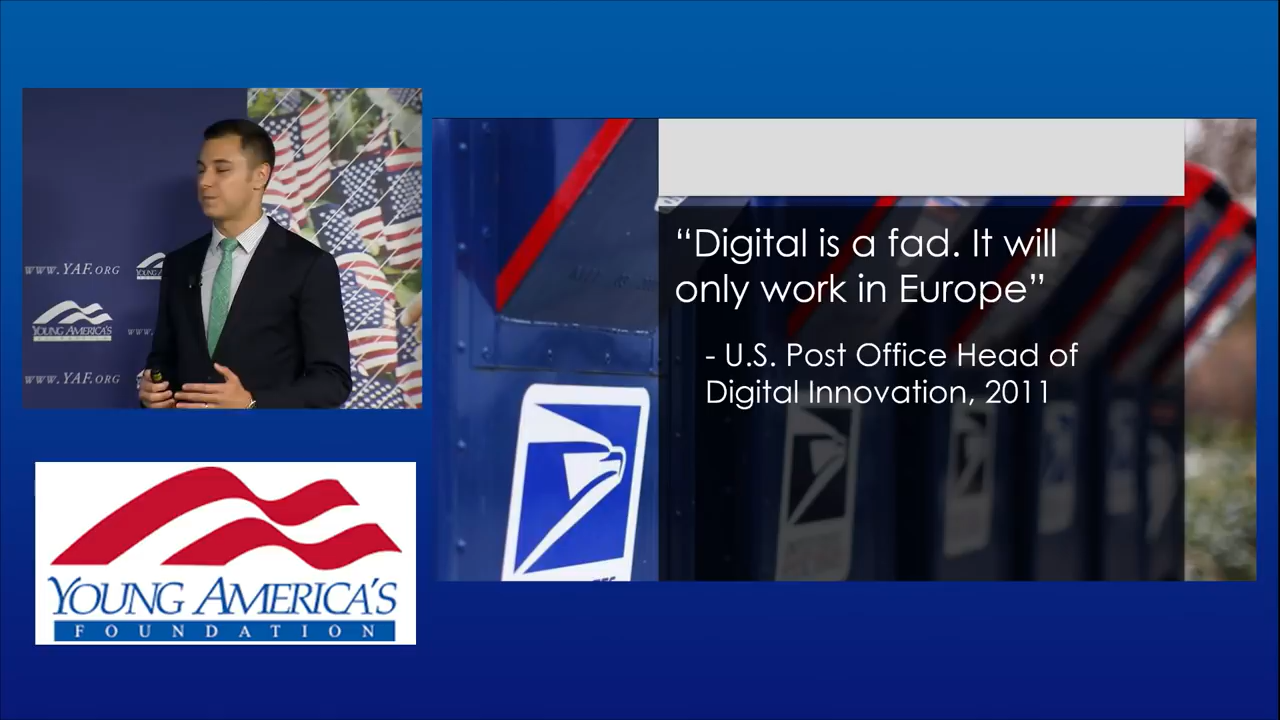 www.YAF.ORG
YOUNG AMERICA'S
www.YAF.ORG
YOUNG AMERICA'S
FOUNDATION
“Digital is a fad. It will
only work in Europe”
- U.S. Post Office Head of
Digital Innovation, 2011